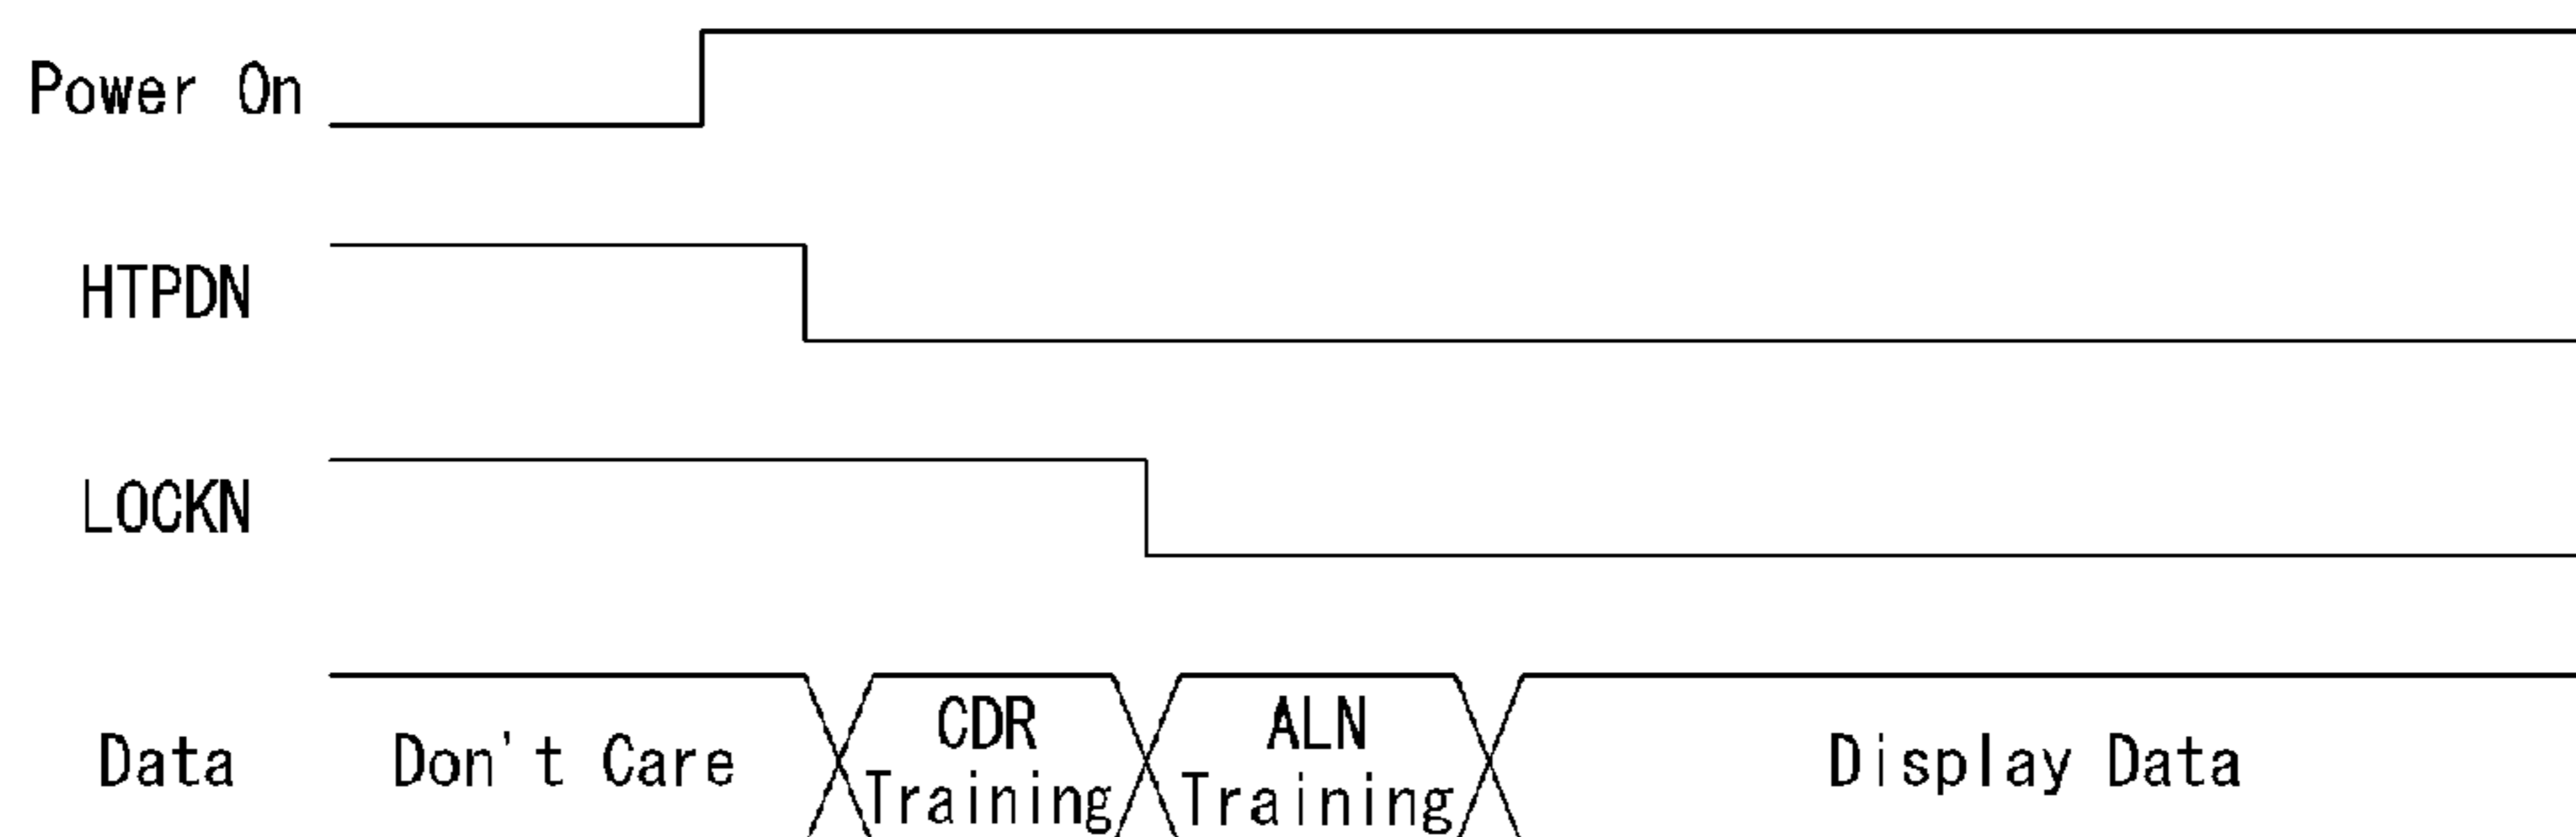 Power On
HTPDN
LOCKN
Data
Don't Care
CDR
Training
ALN
Training
Display Data